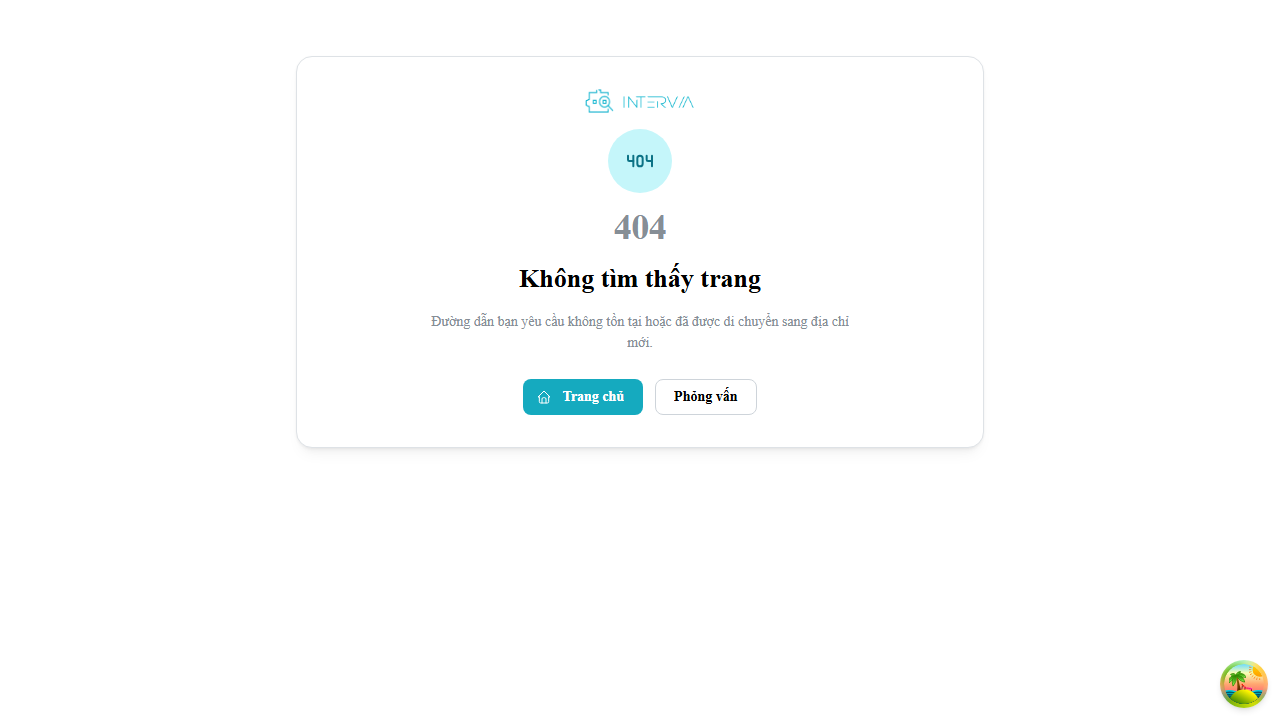 INTERVIA
404
404
Không tìm thấy trang
Đường dẫn bạn yêu cầu không tồn tại hoặc đã được di chuyển sang địa chỉ
mới.
Trang chủ
Phỏng vấn